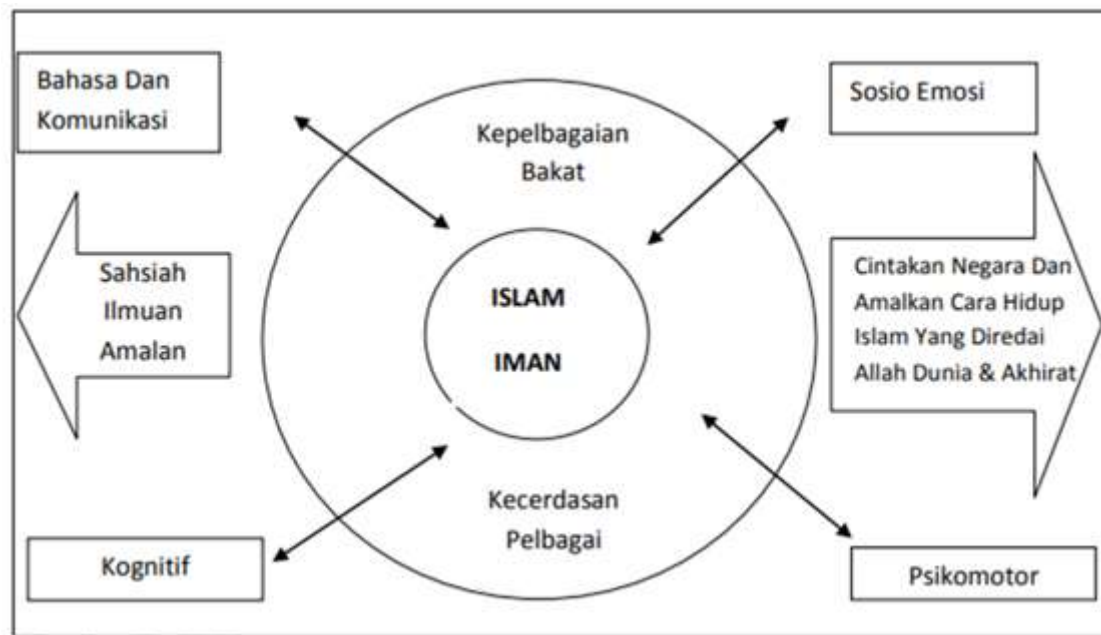 Bahasa Dan
Komunikasi
Kepelbagaian
Bakat
Sosio Emosi
Sahsiah
Ilmuan
Amalan
ISLAM
IMAN
Cintakan Negara Dan
Amalkan Cara Hidup
Islam Yang Diredai
Allah Dunia & Akhirat
Kognitif
Kecerdasan
Pelbagai
Psikomotor